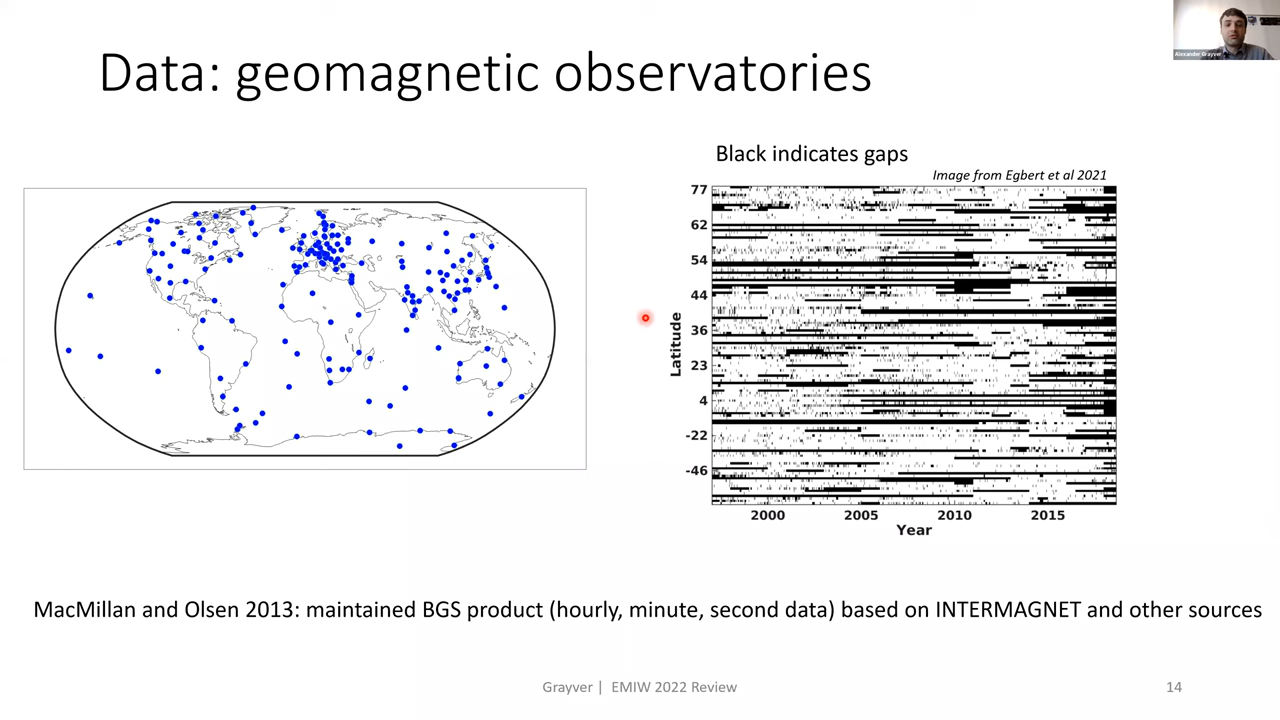 Alexander Grayver
Data: geomagnetic observatories
Black indicates gaps
Image from Egbert et al 2021
77
62
54
44
36
23
4
-22
-46
Latitude
2000 2005 2010 2015
Year
MacMillan and Olsen 2013: maintained BGS product (hourly, minute, second data) based on INTERMAGNET and other sources
Grayver | EMIW 2022 Review
14